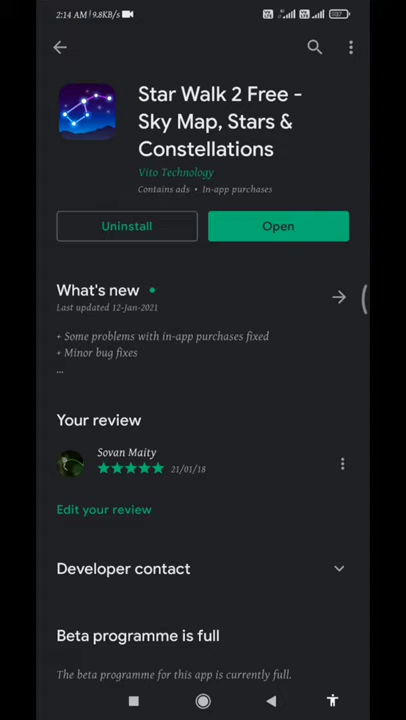 2:14 AM | 9.8KB/s
Star Walk 2 Free -
Sky Map, Stars &
Constellations
Vito Technology
Contains ads • In-app purchases
Uninstall
Open
What's new •
Last updated 12-Jan-2021
+ Some problems with in-app purchases fixed
+ Minor bug fixes
...
Your review
Sovan Maity
21/01/18
Edit your review
Developer contact
Beta programme is full
The beta programme for this app is currently full.